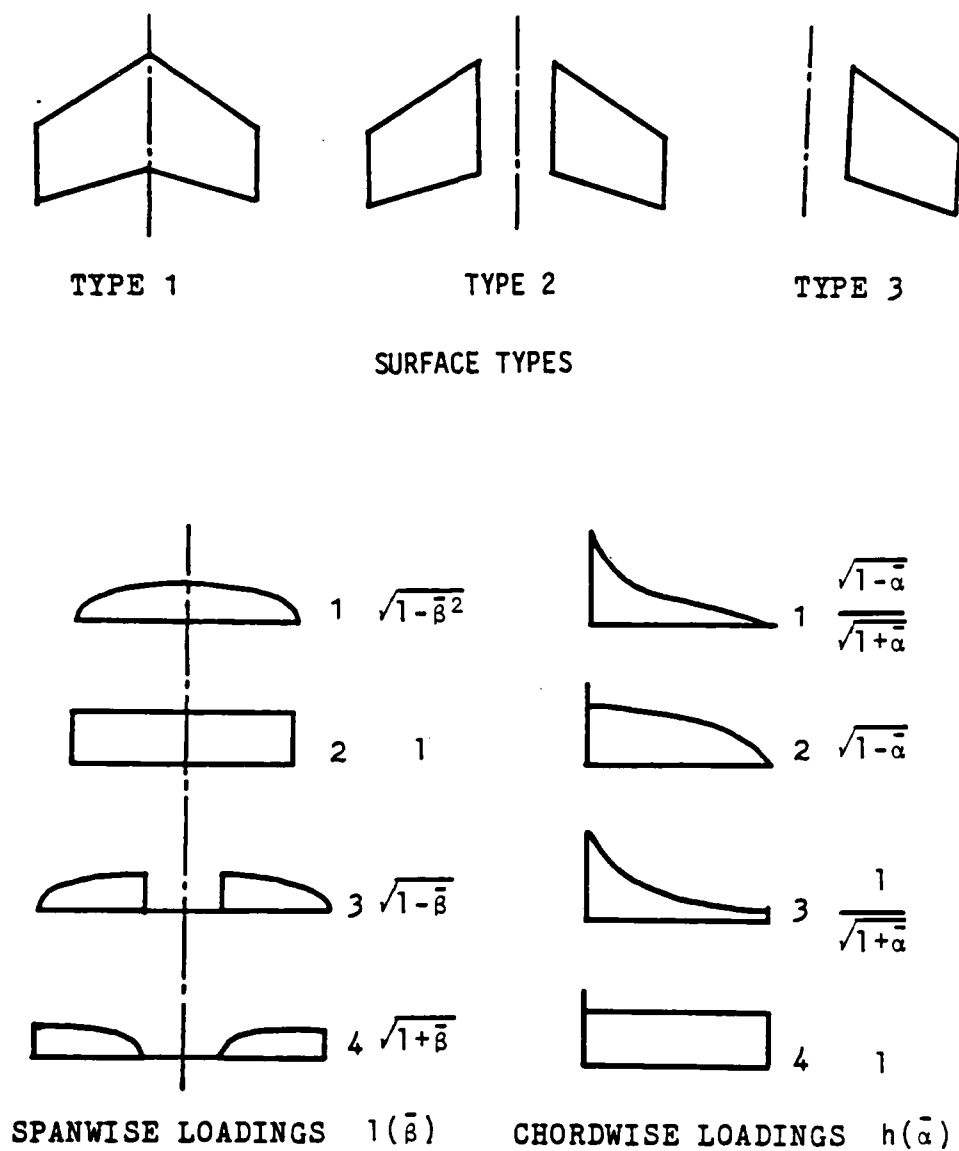 TYPE 1
TYPE 2
TYPE 3
SURFACE TYPES
1 √1-β̄²
2 1
3 √1-β̄
4 √1+β̄
SPANWISE LOADINGS l(β̄)
1 √1-ᾱ / √1+ᾱ
2 √1-ᾱ
3 1 / √1+ᾱ
4 1
CHORDWISE LOADINGS h(ᾱ)